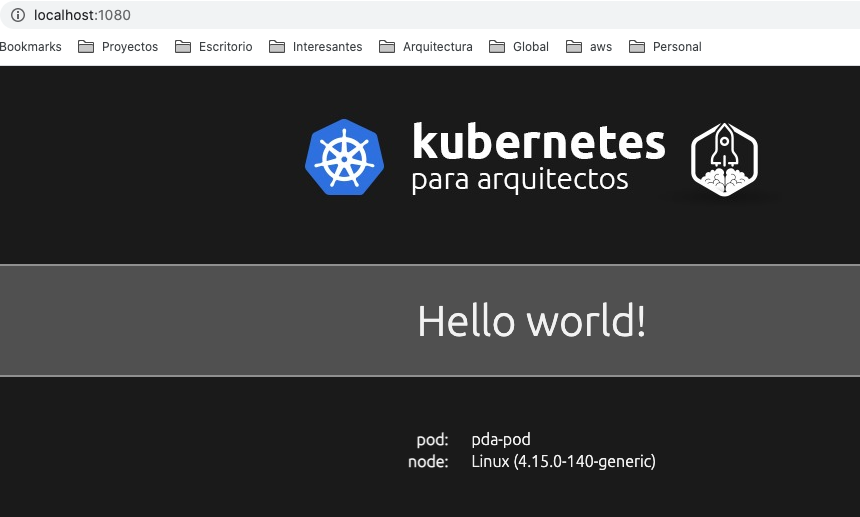 localhost:1080
Bookmarks Proyectos Escritorio Interesantes Arquitectura Global aws Personal
kubernetes
para arquitectos
Hello world!
pod: pda-pod
node: Linux (4.15.0-140-generic)